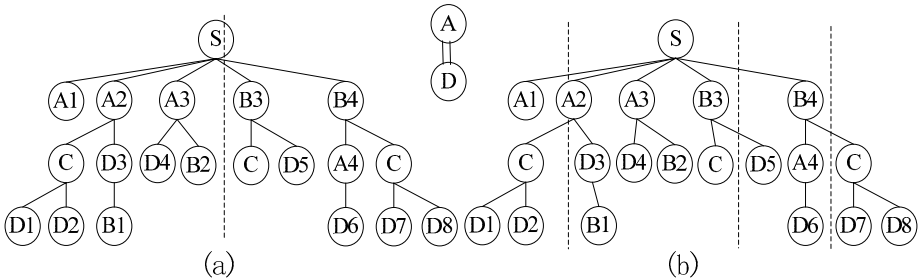 S A S
D
A1 A2 A3 B3 B4 A1 A2 A3 B3 B4
C D3 D4 B2 C D5 A4 C C D3 D4 B2 C D5 A4 C
D1 D2 B1 D6 D7 D8 D1 D2 B1 D6 D7 D8
(a) (b)